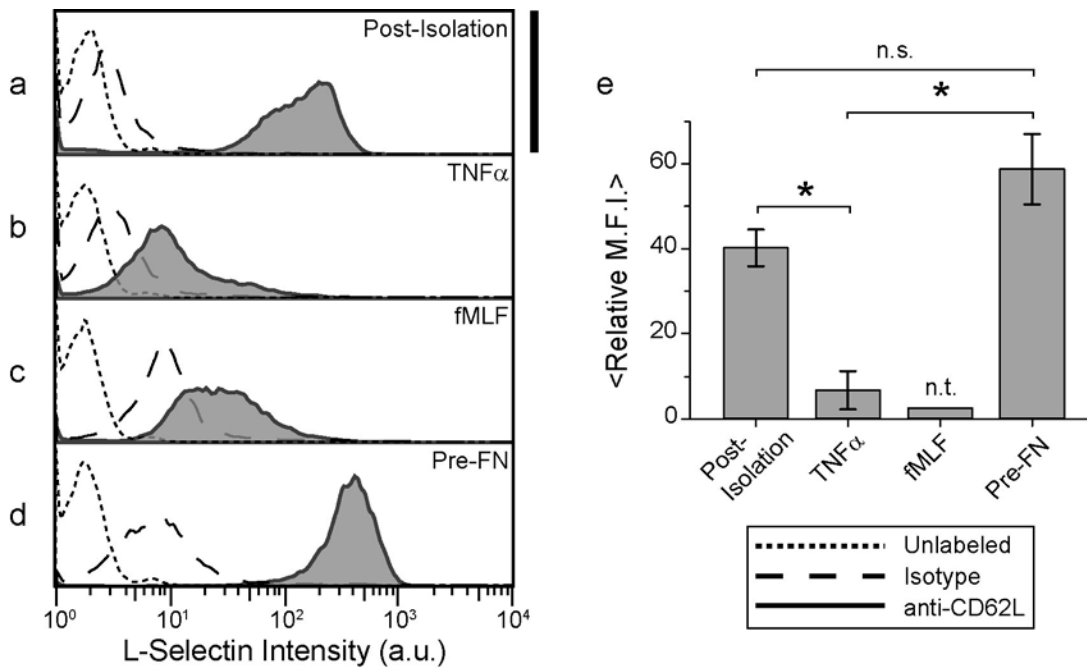 a
Post-Isolation
b
TNFα
c
fMLF
d
Pre-FN
10⁰ 10¹ 10² 10³ 10⁴
L-Selectin Intensity (a.u.)
e
n.s.
*
*
60
40
20
0
<Relative M.F.I.>
n.t.
Post-
Isolation
TNFα
fMLF
Pre-FN
Unlabeled
Isotype
anti-CD62L